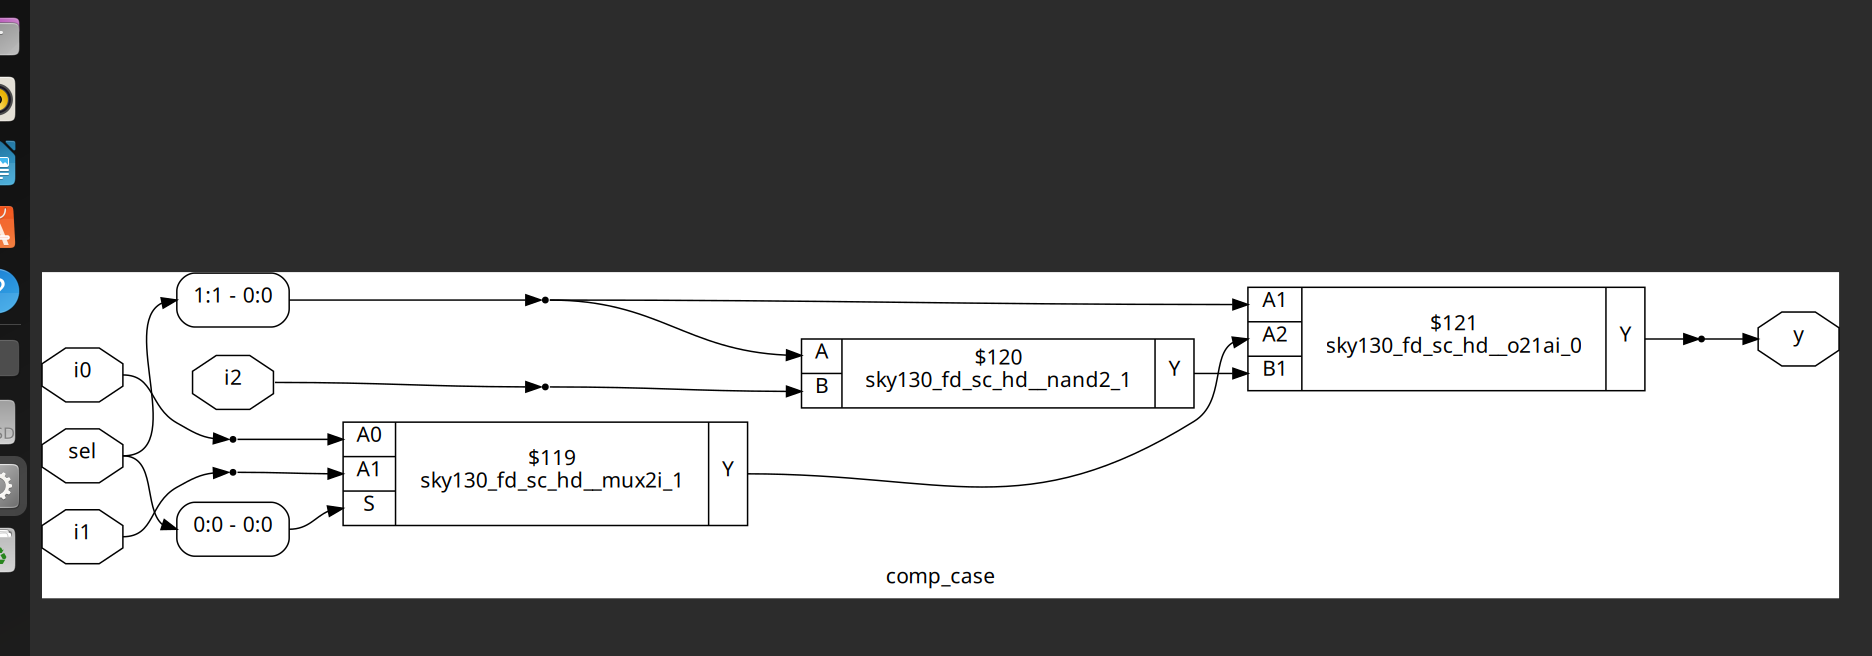 1:1 - 0:0
i0
i2
sel
i1
0:0 - 0:0
A0
A1
S
$119
sky130_fd_sc_hd__mux2i_1
Y
A
B
$120
sky130_fd_sc_hd__nand2_1
Y
A1
A2
B1
$121
sky130_fd_sc_hd__o21ai_0
Y
y
comp_case
SD